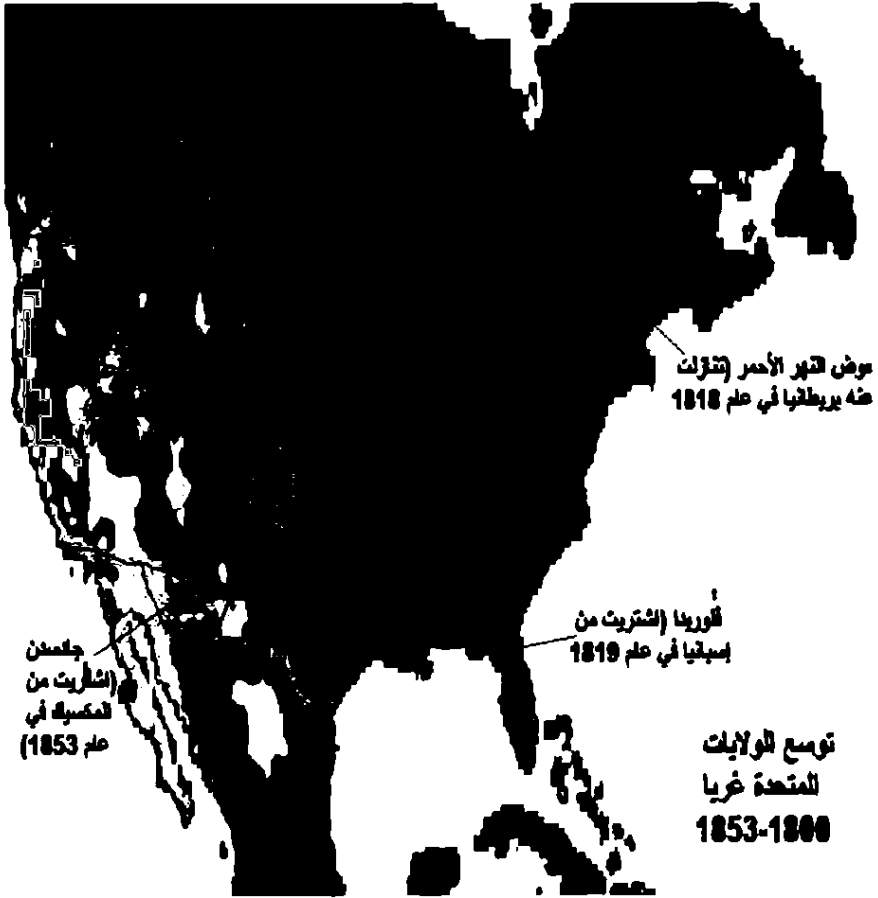 حوض النهر الأحمر (تنازلت
عنه بريطانيا في عام 1818
فلوريدا (اشتريت من
إسبانيا في علم 1819
جادسدن
(اشتريت من
المكسيك في
عام 1853)
توسع الولايات
المتحدة غربا
1853-1800